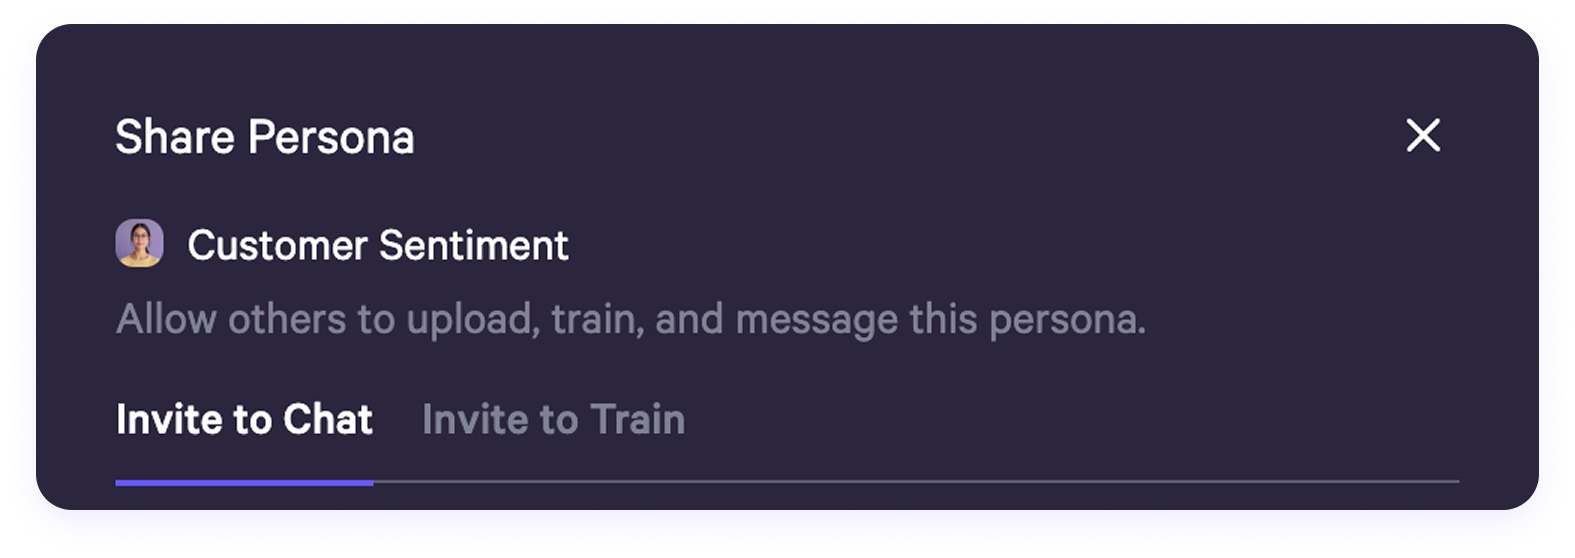 Share Persona
Customer Sentiment
Allow others to upload, train, and message this persona.
Invite to Chat Invite to Train